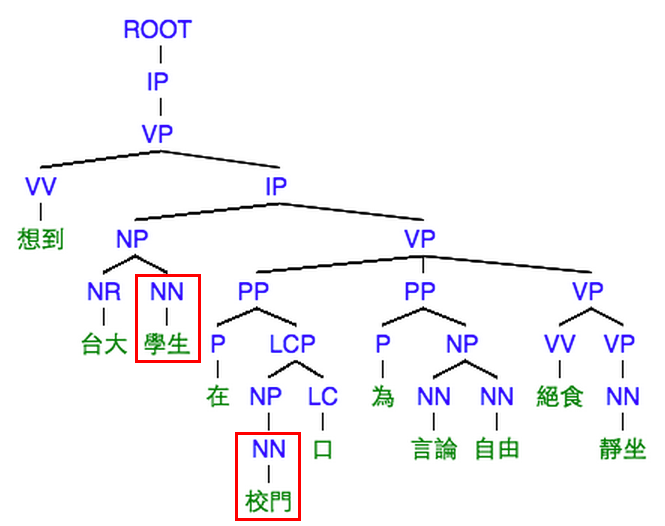 ROOT
IP
VP
VV IP
想到 NP VP
NR NN PP PP VP
台大 學生 P LCP P NP VV VP
在 NP LC 為 NN NN 絕食 NN
NN 口 言論 自由 靜坐
校門